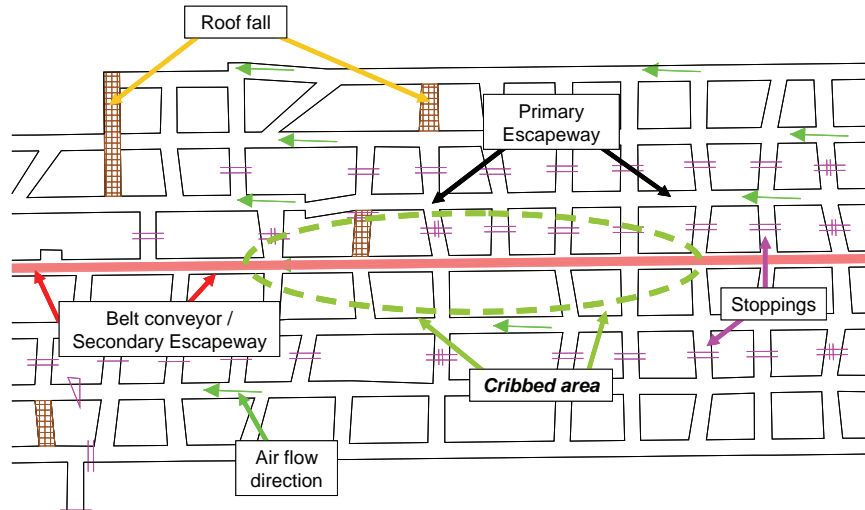 Roof fall
Primary
Escapeway
Stoppings
Belt conveyor /
Secondary Escapeway
Cribbed area
Air flow
direction